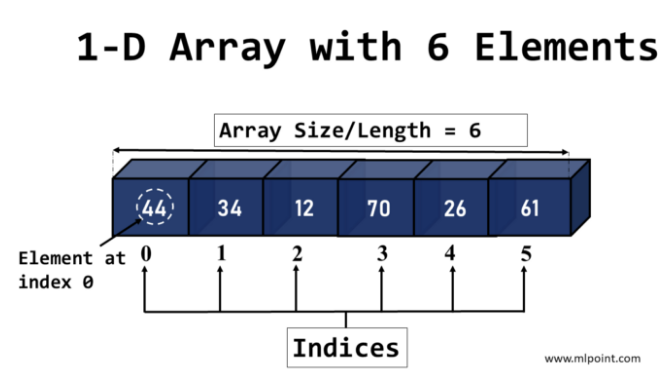 1-D Array with 6 Elements
Array Size/Length = 6
44 34 12 70 26 61
Element at
index 0
0 1 2 3 4 5
Indices
www.mlpoint.com